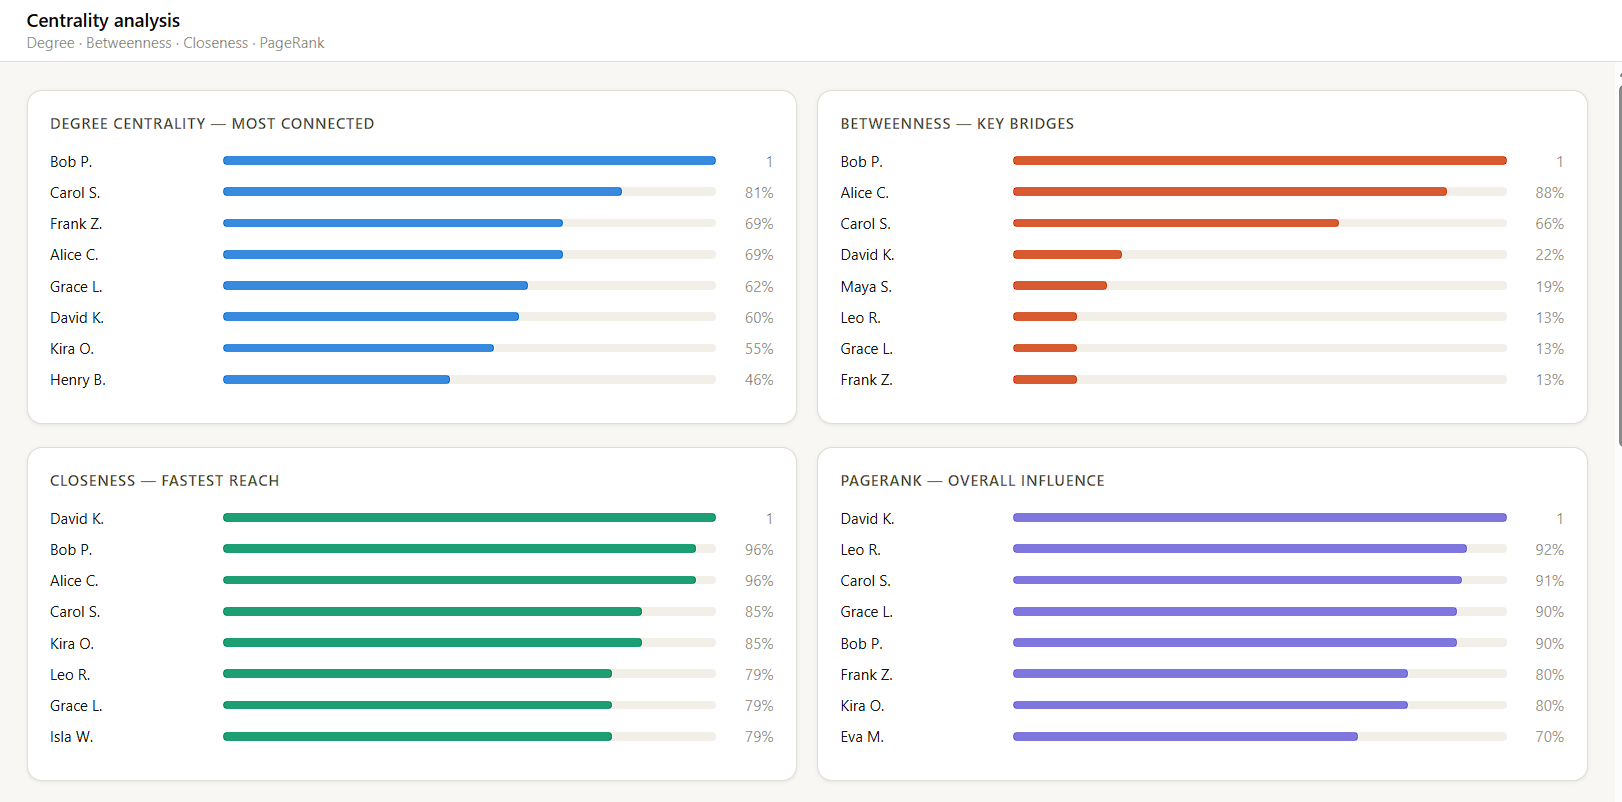 Centrality analysis
Degree · Betweenness · Closeness · PageRank
DEGREE CENTRALITY — MOST CONNECTED
Bob P. 1
Carol S. 81%
Frank Z. 69%
Alice C. 69%
Grace L. 62%
David K. 60%
Kira O. 55%
Henry B. 46%
BETWEENNESS — KEY BRIDGES
Bob P. 1
Alice C. 88%
Carol S. 66%
David K. 22%
Maya S. 19%
Leo R. 13%
Grace L. 13%
Frank Z. 13%
CLOSENESS — FASTEST REACH
David K. 1
Bob P. 96%
Alice C. 96%
Carol S. 85%
Kira O. 85%
Leo R. 79%
Grace L. 79%
Isla W. 79%
PAGERANK — OVERALL INFLUENCE
David K. 1
Leo R. 92%
Carol S. 91%
Grace L. 90%
Bob P. 90%
Frank Z. 80%
Kira O. 80%
Eva M. 70%